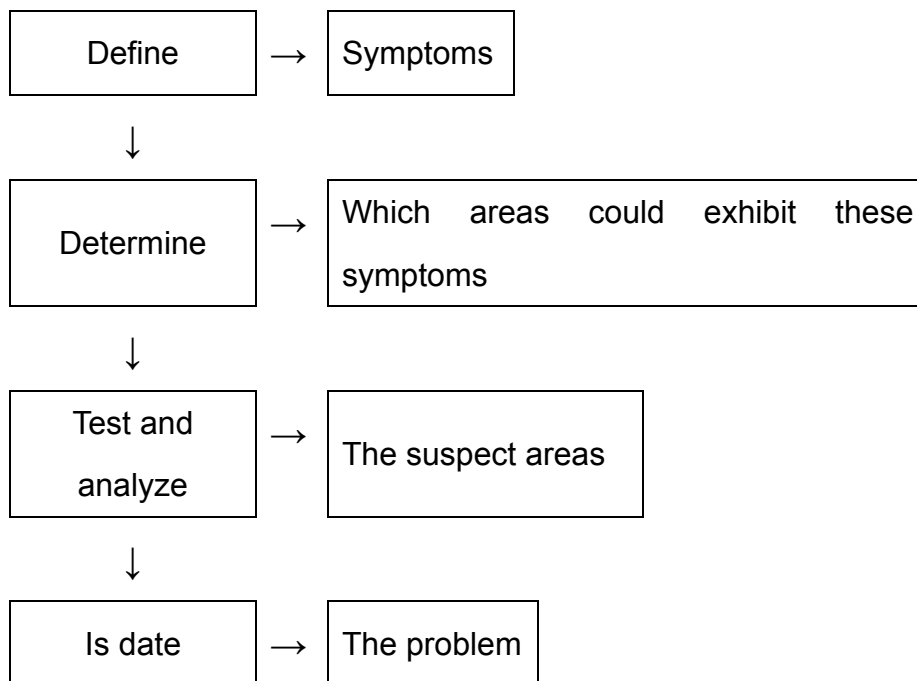 Define → Symptoms
↓
Determine → Which areas could exhibit these
symptoms
↓
Test and
analyze → The suspect areas
↓
Is date → The problem